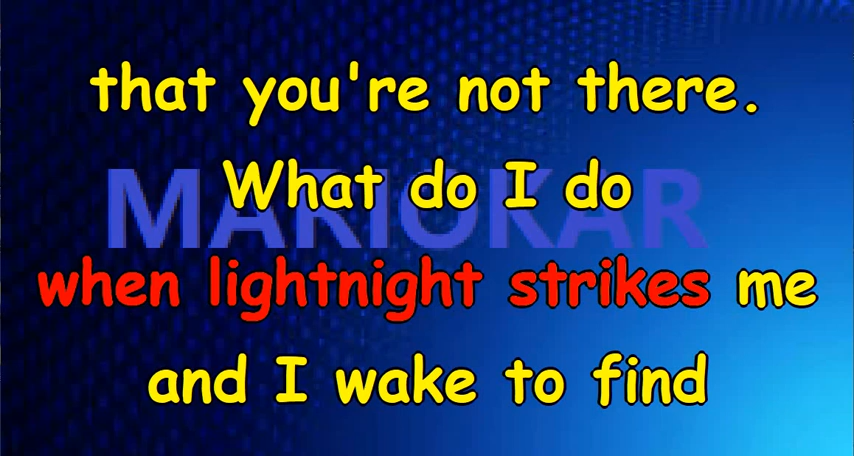 that you're not there.
What do I do
MARIOKAR
when lightnight strikes me
and I wake to find